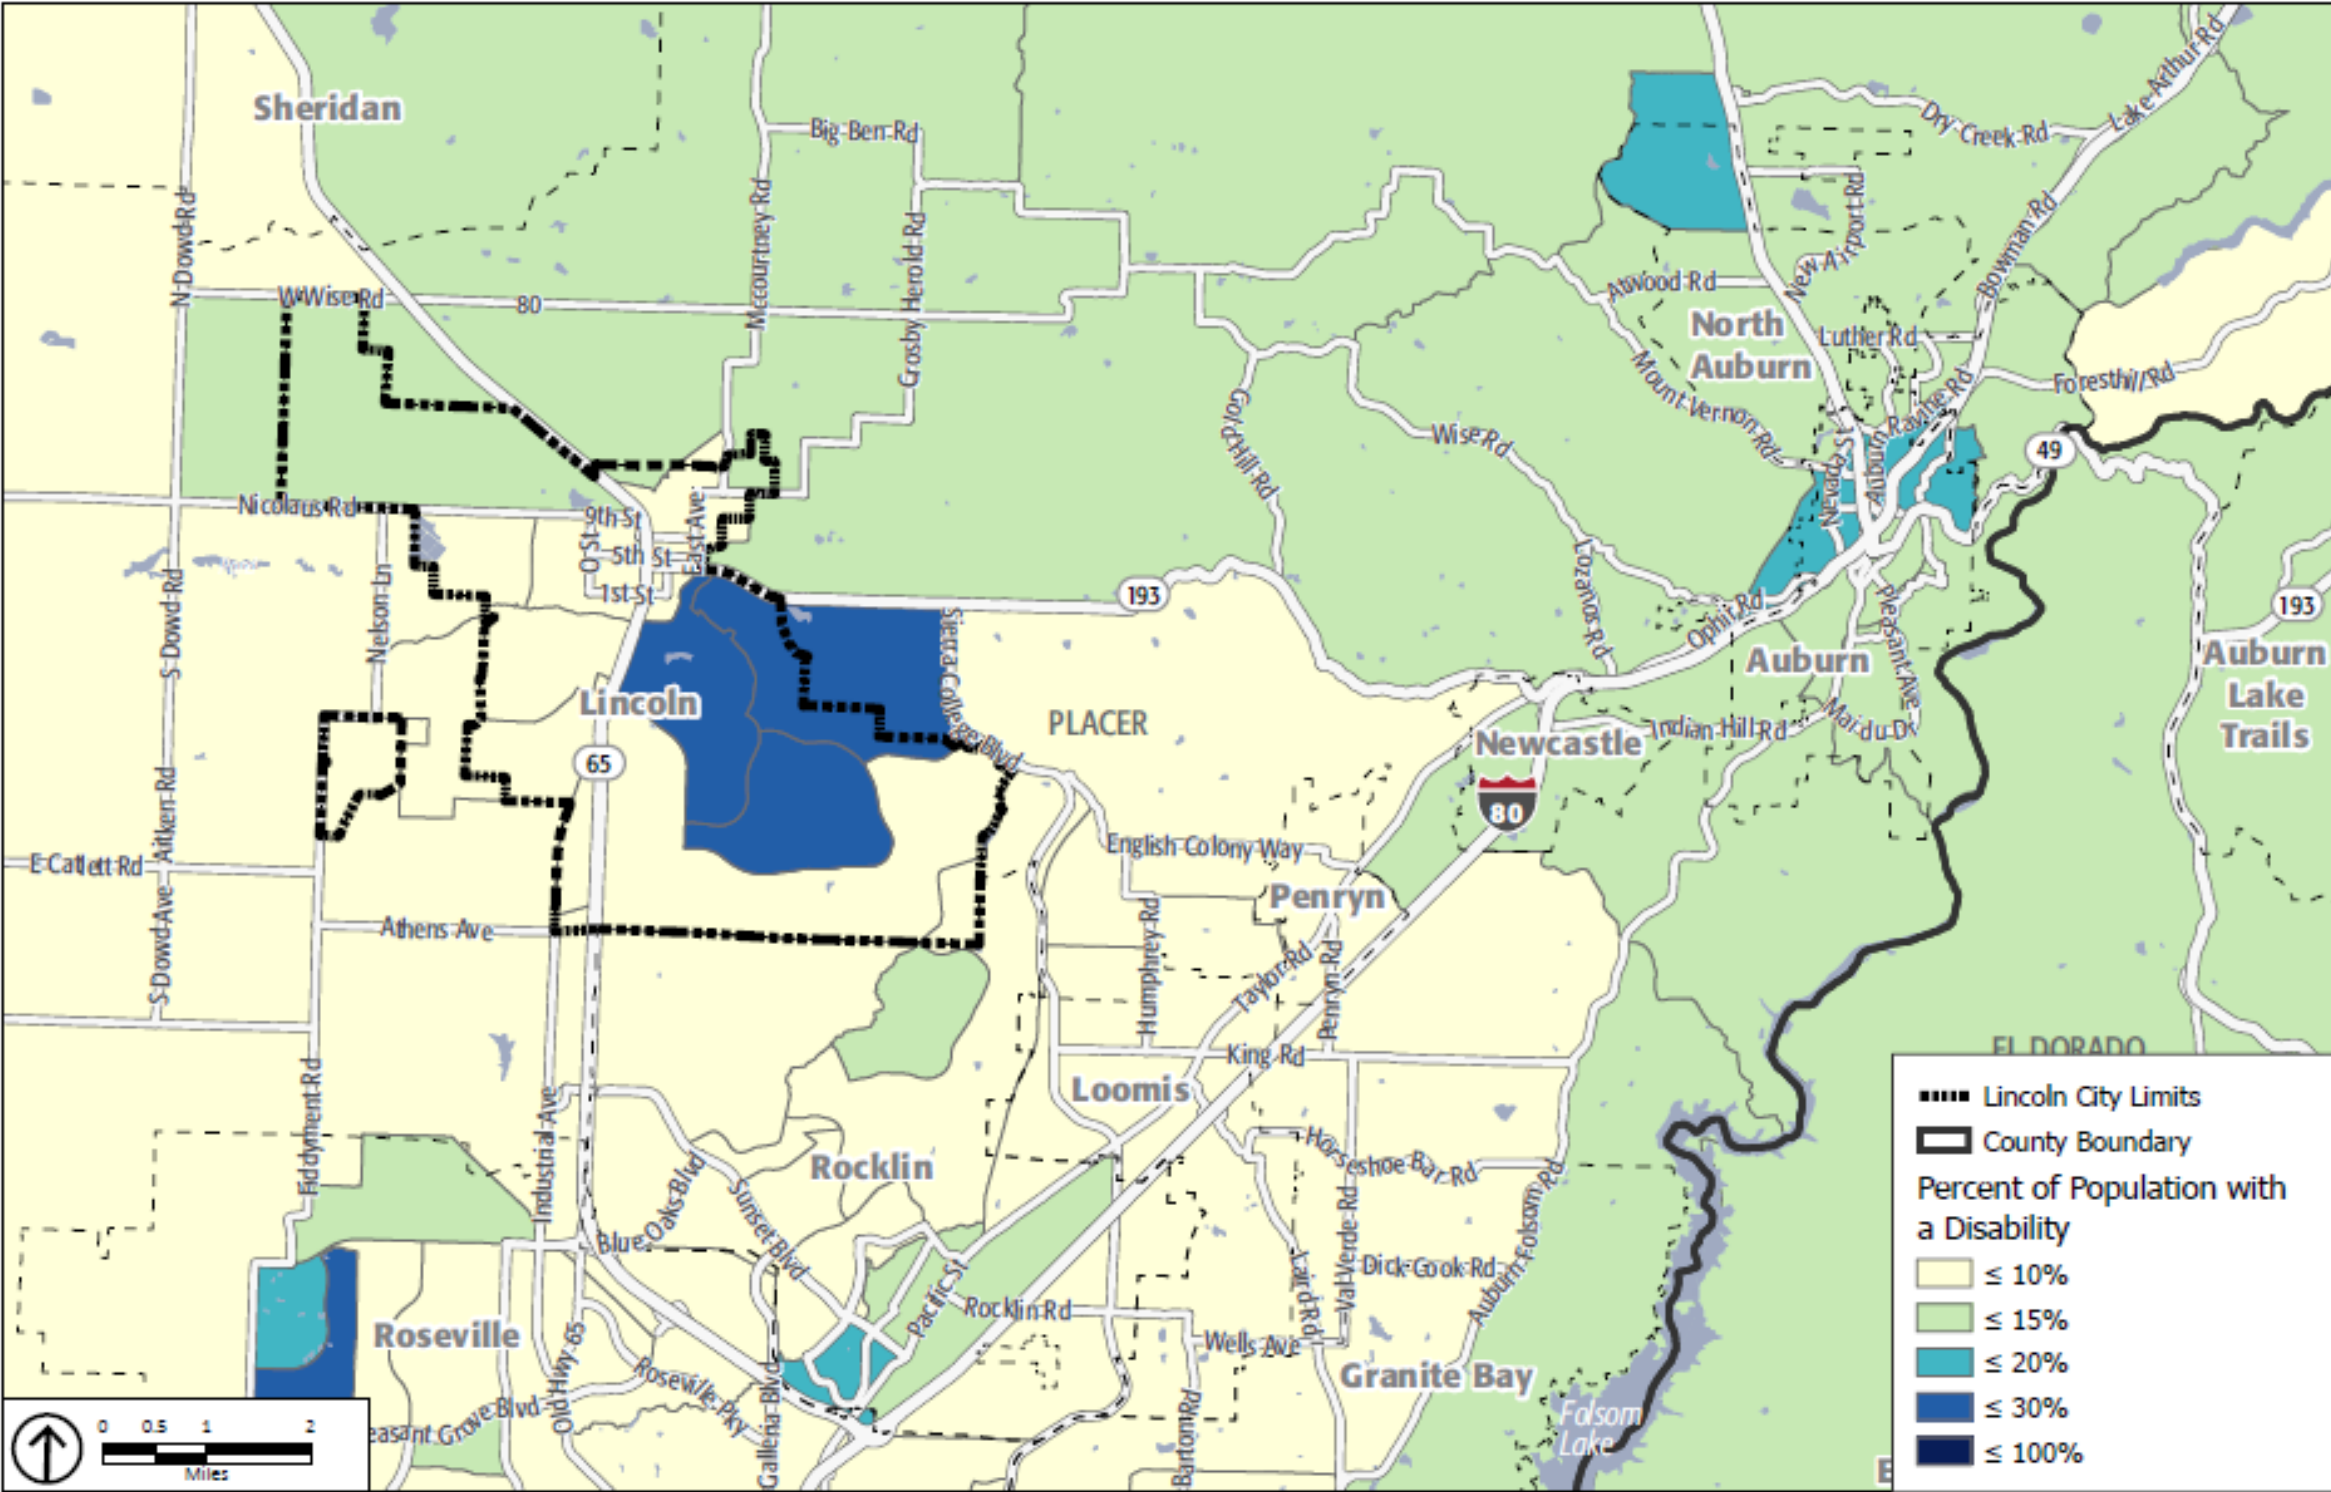 Sheridan
Big Ben Rd
Dry Creek Rd
Lake Arthur Rd
N Dowd Rd
Mccourtney Rd
Crosby Herold Rd
New Airport Rd
Bowman Rd
W Wise Rd
80
Atwood Rd
North
Auburn
Luther Rd
Mount Vernon Rd
Foresthill Rd
Gold Hill Rd
Wise Rd
Auburn Ravine Rd
Nevada St
49
Nicolaus Rd
9th St
O St
5th St
East Ave
1st St
193
Lozanos Rd
Ophir Rd
Pleasant Ave
193
S Dowd Rd
Nelson Ln
Sierra College Blvd
Auburn
Auburn
Lake
Trails
Lincoln
PLACER
Indian Hill Rd
Maidu Dr
Newcastle
65
80
Aitken Rd
E Catlett Rd
English Colony Way
Penryn
S Dowd Ave
Athens Ave
Humphrey Rd
Taylor Rd
Penryn Rd
King Rd
EL DORADO
Loomis
Fiddyment Rd
Industrial Ave
Rocklin
Horseshoe Bar Rd
Blue Oaks Blvd
Sunset Blvd
Val Verde Rd
Auburn Folsom Rd
Laird Rd
Dick Cook Rd
Pacific St
Rocklin Rd
Wells Ave
Roseville
Old Hwy 65
Roseville Pky
Galleria Blvd
Granite Bay
Barton Rd
easant Grove Blvd
Folsom
Lake
E
Lincoln City Limits
County Boundary
Percent of Population with
a Disability
≤ 10%
≤ 15%
≤ 20%
≤ 30%
≤ 100%
0 0.5 1 2
Miles